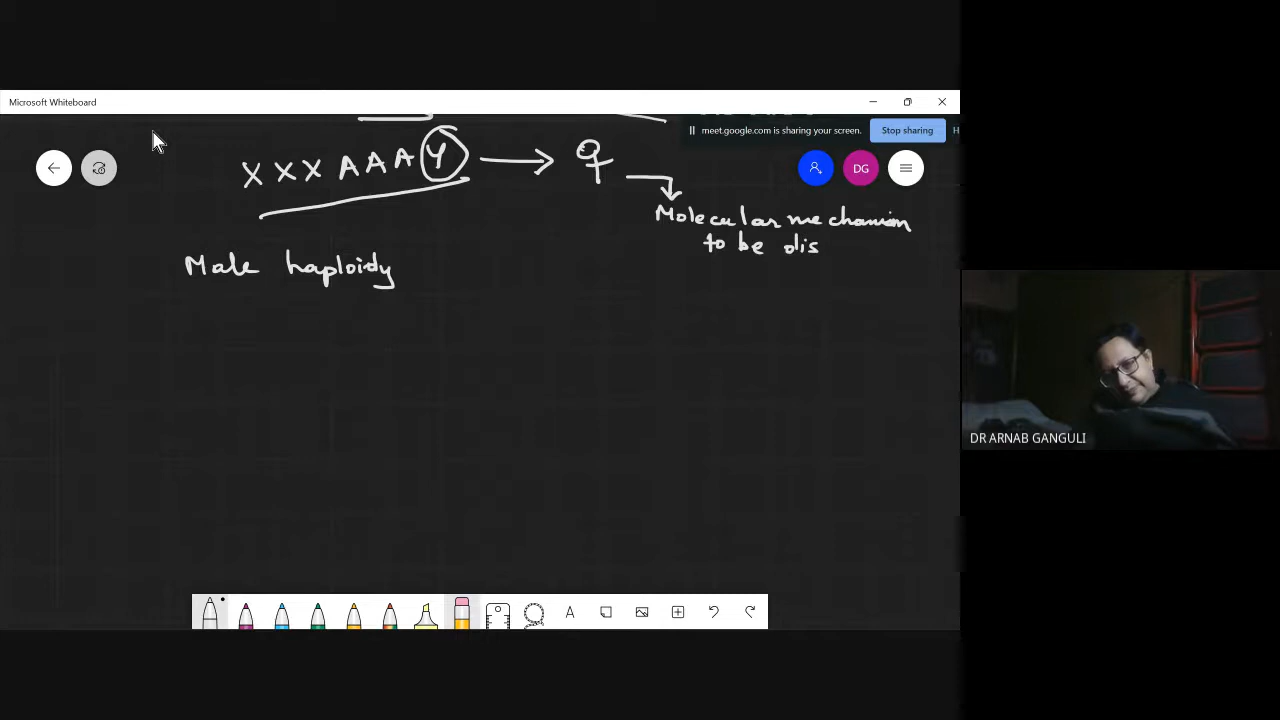 Microsoft Whiteboard
meet.google.com is sharing your screen.
Stop sharing
H
X X X A A A Y → ♀
DG
Molecular mechanism
to be dis
Male haploidy
DR ARNAB GANGULI
A